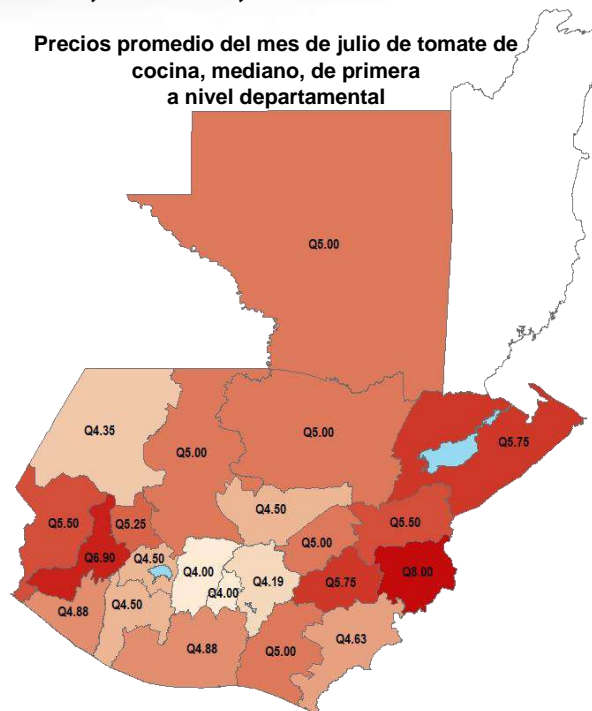 Precios promedio del mes de julio de tomate de
cocina, mediano, de primera
a nivel departamental
Q5.00
Q4.35
Q5.00
Q5.00
Q5.75
Q4.50
Q5.50
Q5.25
Q5.50
Q5.00
Q6.90
Q4.50
Q4.00
Q4.19
Q5.75
Q8.00
Q4.00
Q4.88
Q4.50
Q4.63
Q4.88
Q5.00